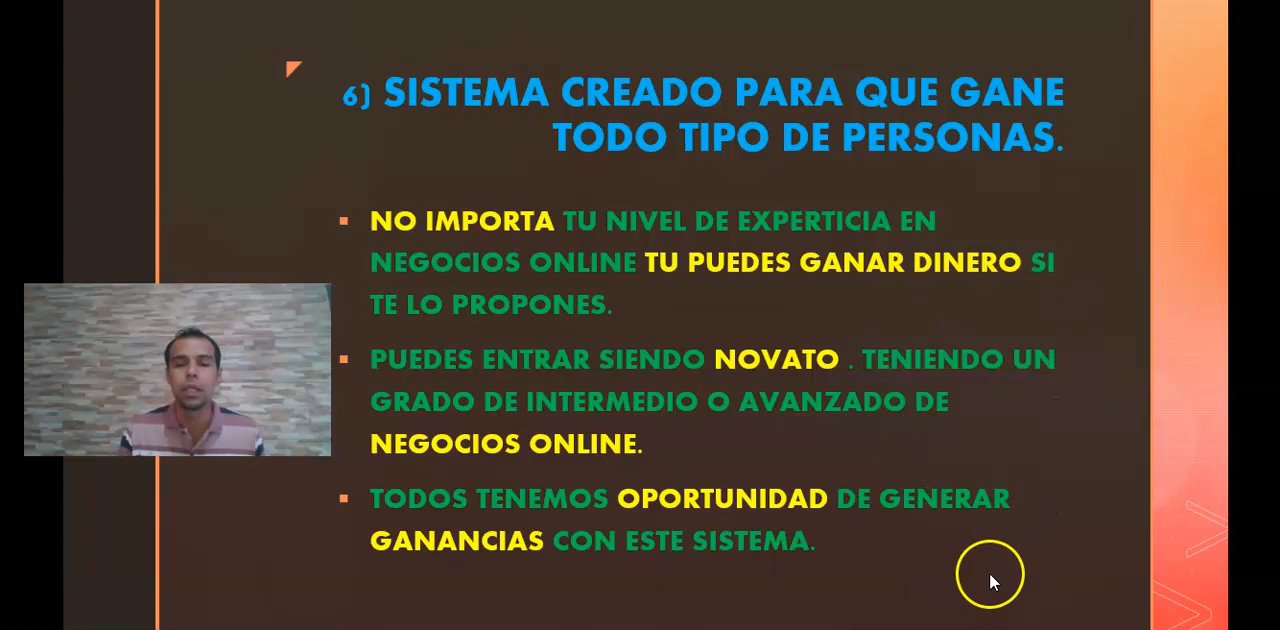 6) SISTEMA CREADO PARA QUE GANE
TODO TIPO DE PERSONAS.
NO IMPORTA TU NIVEL DE EXPERTICIA EN
NEGOCIOS ONLINE TU PUEDES GANAR DINERO SI
TE LO PROPONES.
PUEDES ENTRAR SIENDO NOVATO . TENIENDO UN
GRADO DE INTERMEDIO O AVANZADO DE
NEGOCIOS ONLINE.
TODOS TENEMOS OPORTUNIDAD DE GENERAR
GANANCIAS CON ESTE SISTEMA.